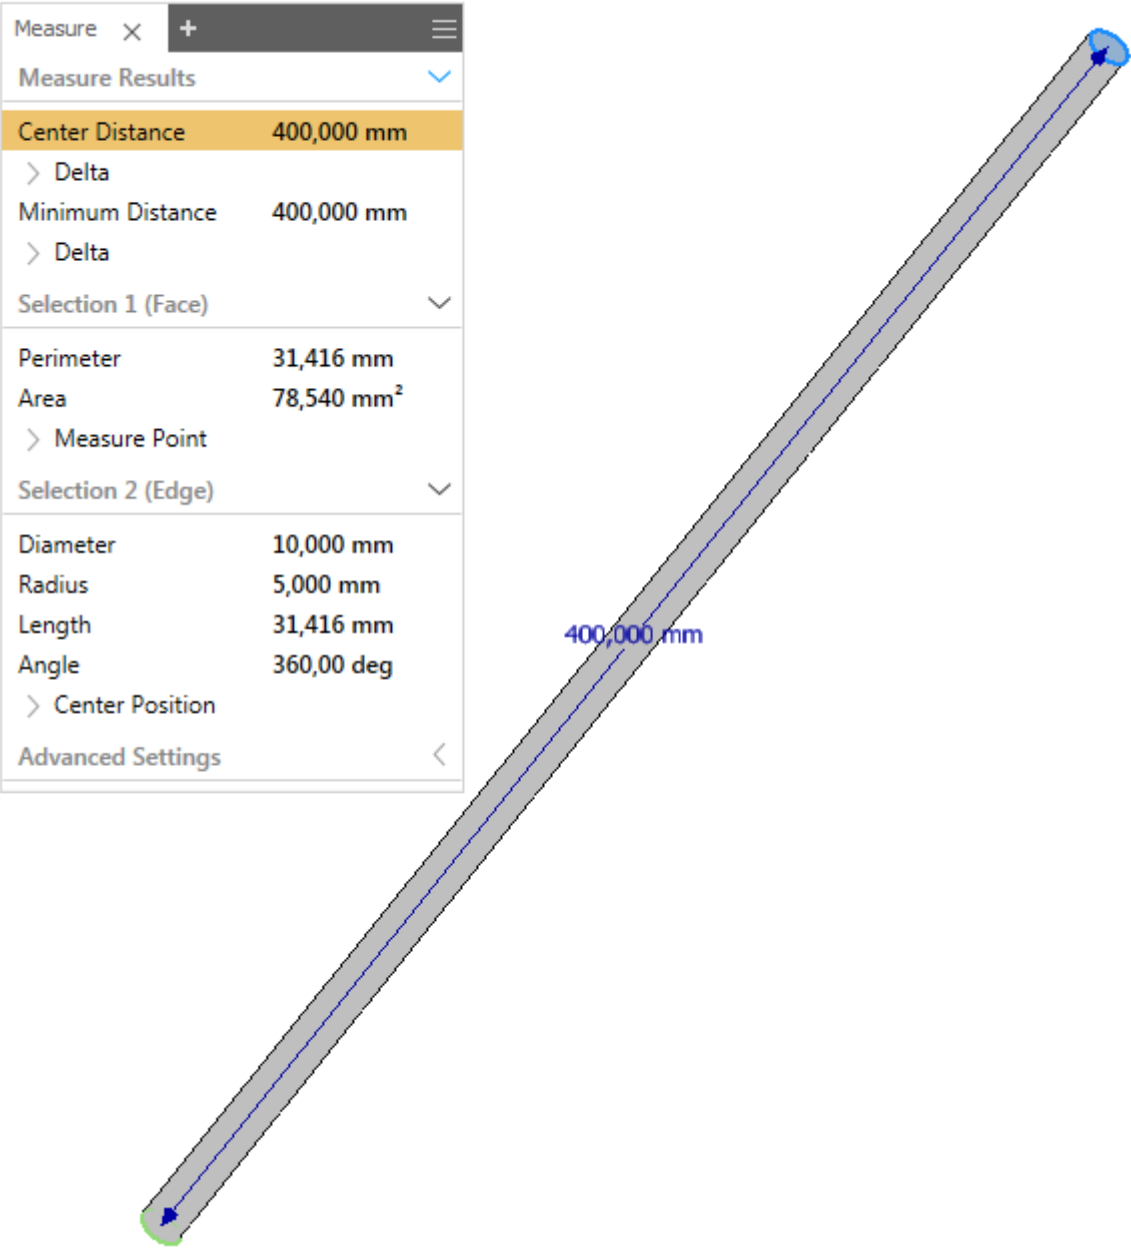 Measure
Measure Results
Center Distance 400,000 mm
Delta
Minimum Distance 400,000 mm
Delta
Selection 1 (Face)
Perimeter 31,416 mm
Area 78,540 mm²
Measure Point
Selection 2 (Edge)
Diameter 10,000 mm
Radius 5,000 mm
Length 31,416 mm
Angle 360,00 deg
Center Position
Advanced Settings
400,000 mm